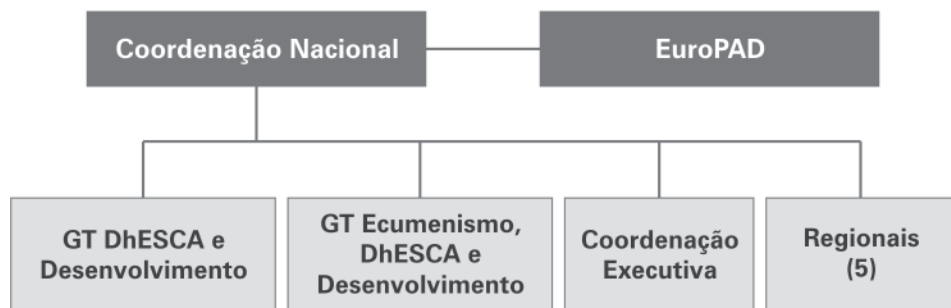 Coordenação Nacional
EuroPAD
GT DhESCA e
Desenvolvimento
GT Ecumenismo,
DhESCA e
Desenvolvimento
Coordenação
Executiva
Regionais
(5)